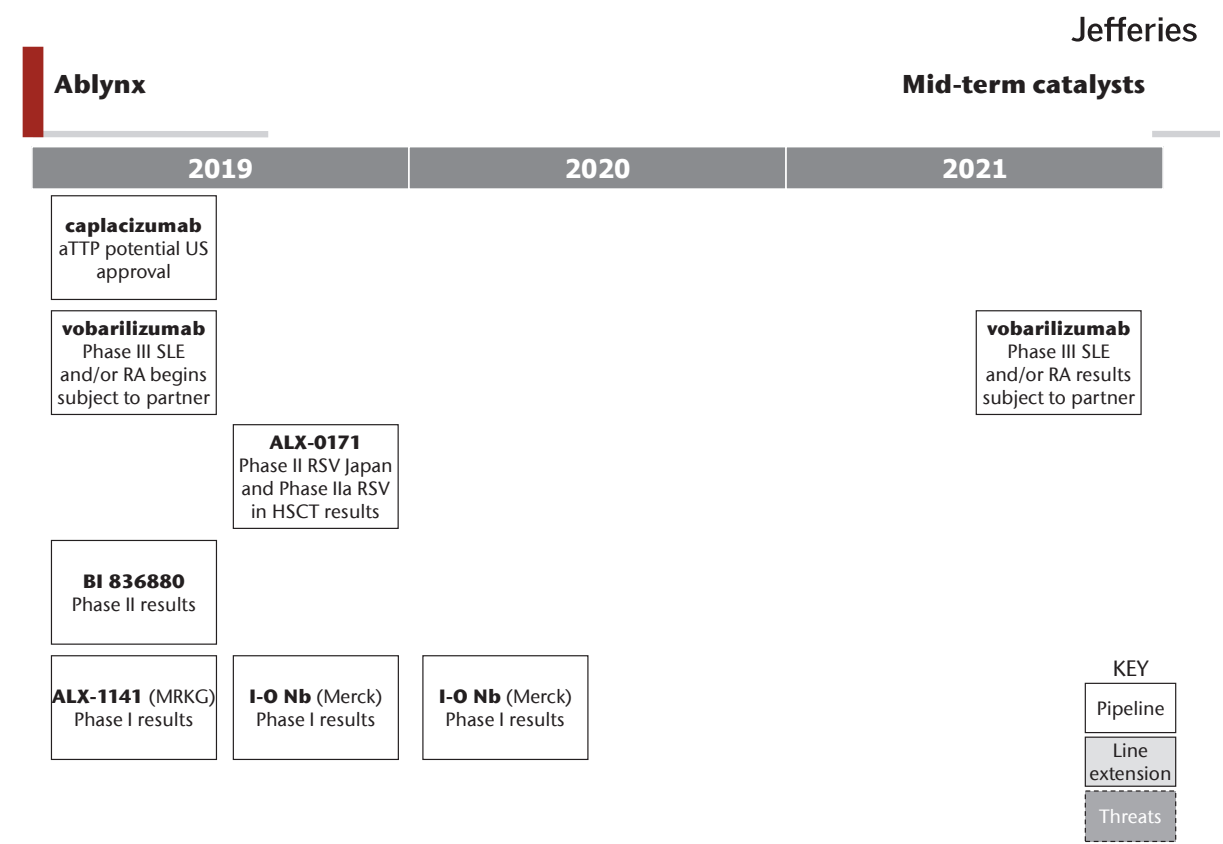 Jefferies
Ablynx
Mid-term catalysts
2019
2020
2021
caplacizumab
aTTP potential US
approval
vobarilizumab
Phase III SLE
and/or RA begins
subject to partner
vobarilizumab
Phase III SLE
and/or RA results
subject to partner
ALX-0171
Phase II RSV Japan
and Phase IIa RSV
in HSCT results
BI 836880
Phase II results
ALX-1141 (MRKG)
Phase I results
I-O Nb (Merck)
Phase I results
I-O Nb (Merck)
Phase I results
KEY
Pipeline
Line
extension
Threats